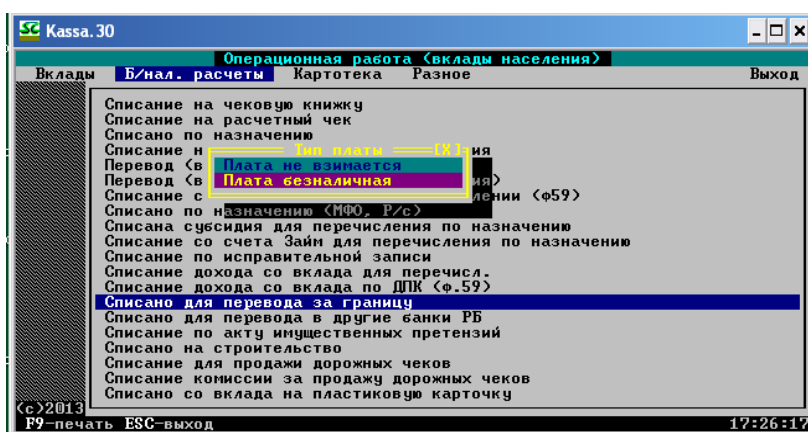 Kassa.30
Операционная работа (вклады населения)
Вклады Б/нал. расчеты Картотека Разное Выход
Списание на чековую книжку
Списание на расчетный чек
Списано по назначению
Списание н Тип платы [X] ия
Перевод (в Плата не взимается
Перевод (в Плата безналичная ия)
Списание с лении (ф59)
Списано по назначению (МФО, Р/с)
Списана субсидия для перечисления по назначению
Списание со счета Займ для перечисления по назначению
Списание по исправительной записи
Списание дохода со вклада для перечисл.
Списание дохода со вклада по ДПК (ф.59)
Списано для перевода за границу
Списано для перевода в другие банки РБ
Списание по акту имущественных претензий
Списано на строительство
Списание для продажи дорожных чеков
Списание комиссии за продажу дорожных чеков
Списано со вклада на пластиковую карточку
(c)2013
F9-печать ESC-выход 17:26:17